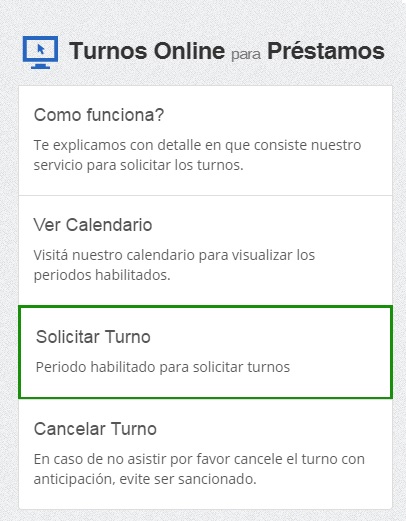 Turnos Online para Préstamos
Como funciona?
Te explicamos con detalle en que consiste nuestro
servicio para solicitar los turnos.
Ver Calendario
Visitá nuestro calendario para visualizar los
periodos habilitados.
Solicitar Turno
Periodo habilitado para solicitar turnos
Cancelar Turno
En caso de no asistir por favor cancele el turno con
anticipación, evite ser sancionado.